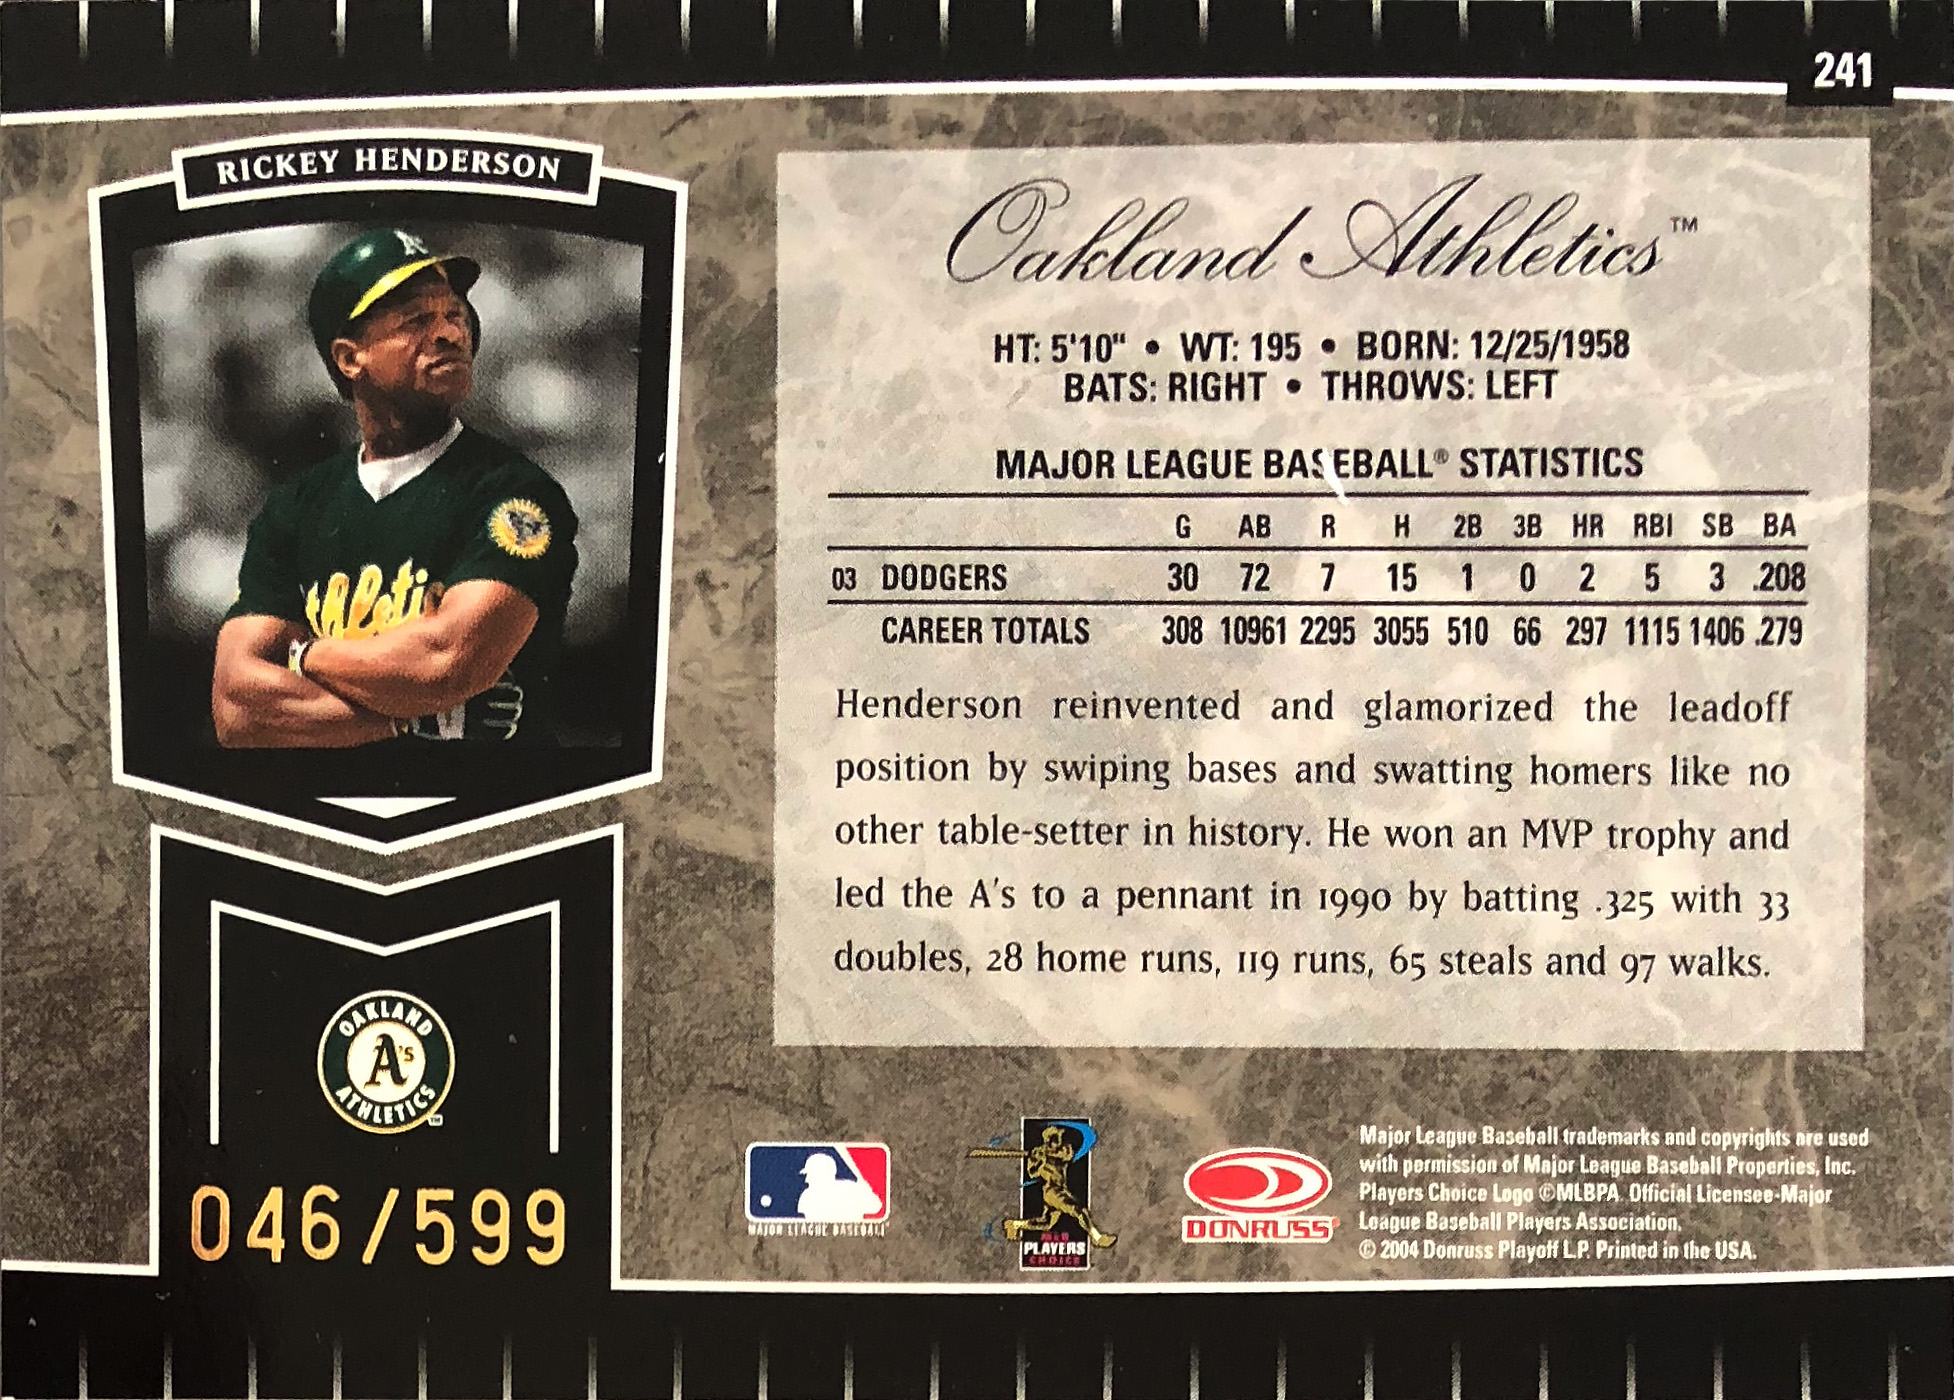 241
RICKEY HENDERSON
Oakland Athletics™
HT: 5'10" • WT: 195 • BORN: 12/25/1958
BATS: RIGHT • THROWS: LEFT
MAJOR LEAGUE BASEBALL® STATISTICS
G AB R H 2B 3B HR RBI SB BA
03 DODGERS 30 72 7 15 1 0 2 5 3 .208
CAREER TOTALS 308 10961 2295 3055 510 66 297 1115 1406 .279
Henderson reinvented and glamorized the leadoff
position by swiping bases and swatting homers like no
other table-setter in history. He won an MVP trophy and
led the A's to a pennant in 1990 by batting .325 with 33
doubles, 28 home runs, 119 runs, 65 steals and 97 walks.
A's
thletic
OAKLAND
A's
ATHLETICS™
046/599
MAJOR LEAGUE BASEBALL
PLAYERS
CHOICE
DONRUSS
Major League Baseball trademarks and copyrights are used
with permission of Major League Baseball Properties, Inc.
Players Choice Logo ©MLBPA. Official Licensee-Major
League Baseball Players Association.
© 2004 Donruss Playoff L.P. Printed in the USA.